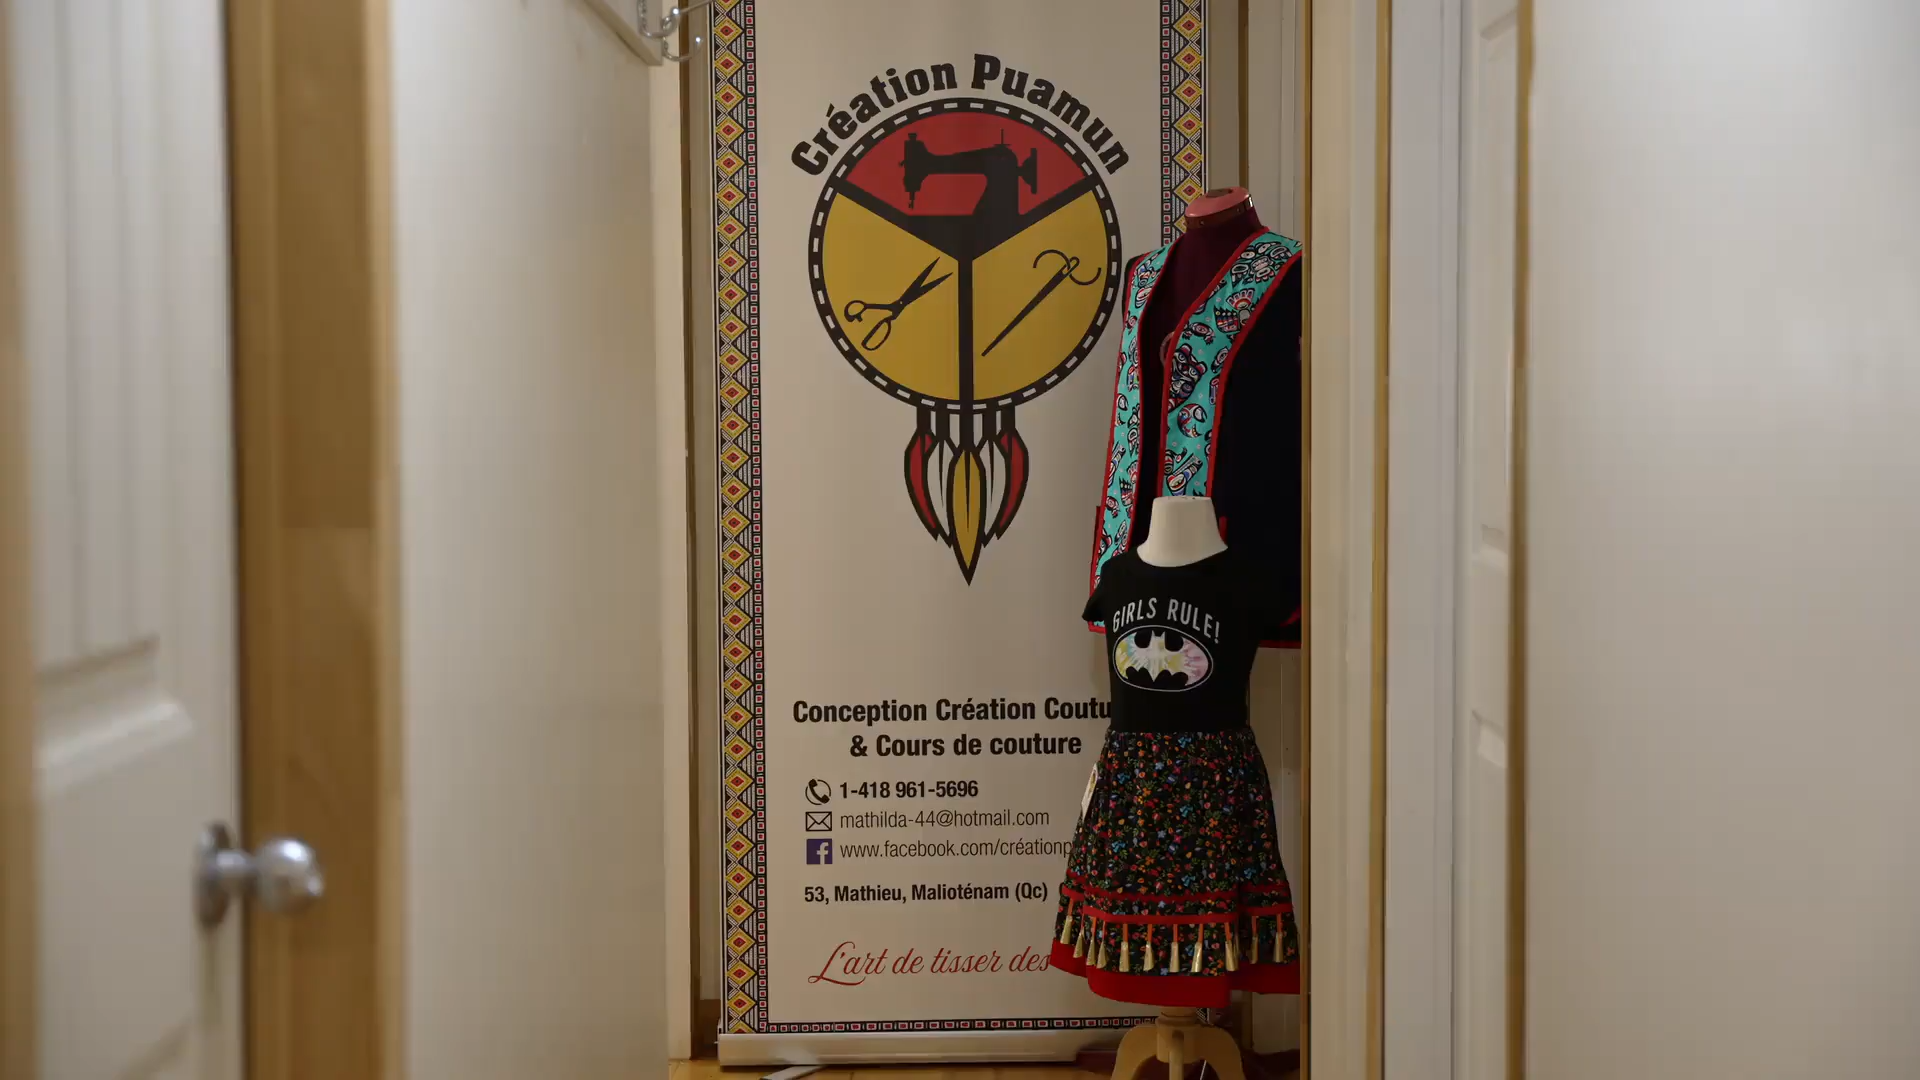 Création Puamun
GIRLS RULE!
Conception Création Coutu
& Cours de couture
1-418 961-5696
mathilda-44@hotmail.com
www.facebook.com/créationp
53, Mathieu, Malioténam (Qc)
L'art de tisser des